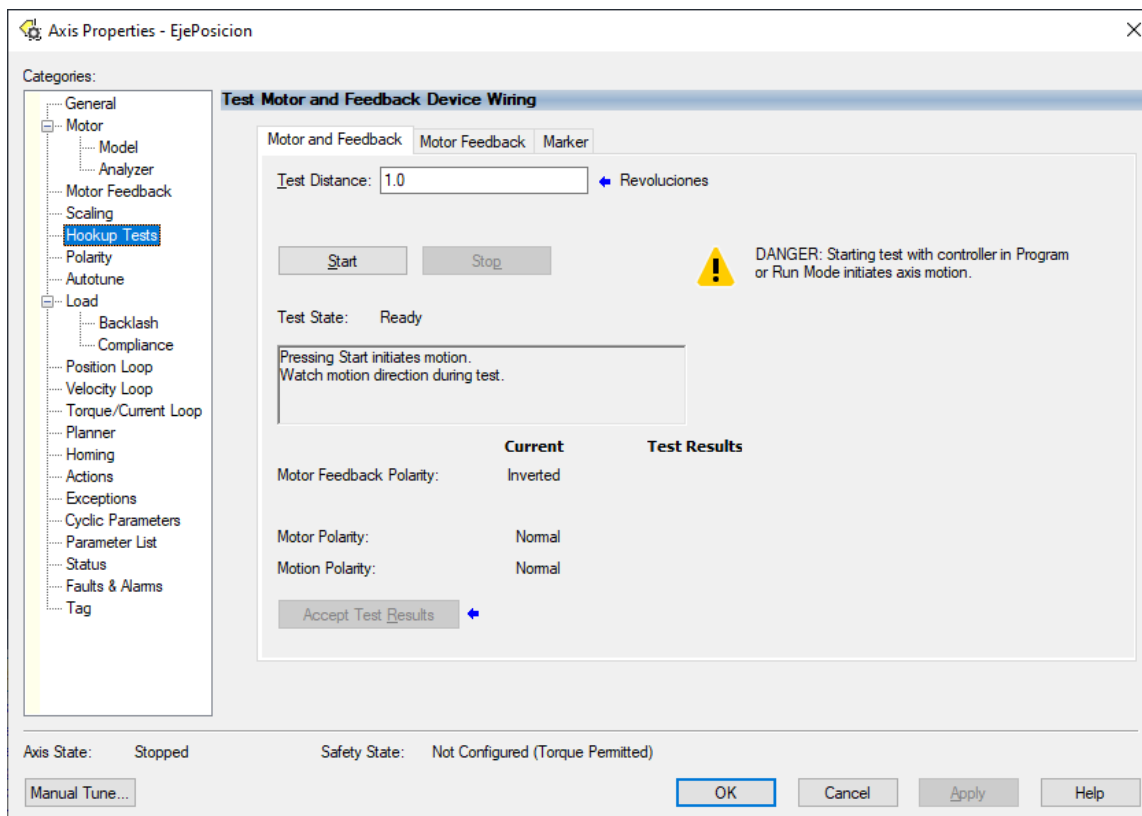 Axis Properties - EjePosicion
Categories:
General
Motor
Model
Analyzer
Motor Feedback
Scaling
Hookup Tests
Polarity
Autotune
Load
Backlash
Compliance
Position Loop
Velocity Loop
Torque/Current Loop
Planner
Homing
Actions
Exceptions
Cyclic Parameters
Parameter List
Status
Faults & Alarms
Tag
Test Motor and Feedback Device Wiring
Motor and Feedback Motor Feedback Marker
Test Distance: 1.0 Revoluciones
Start Stop
DANGER: Starting test with controller in Program
or Run Mode initiates axis motion.
Test State: Ready
Pressing Start initiates motion.
Watch motion direction during test.
Current Test Results
Motor Feedback Polarity: Inverted
Motor Polarity: Normal
Motion Polarity: Normal
Accept Test Results
Axis State: Stopped Safety State: Not Configured (Torque Permitted)
Manual Tune... OK Cancel Apply Help